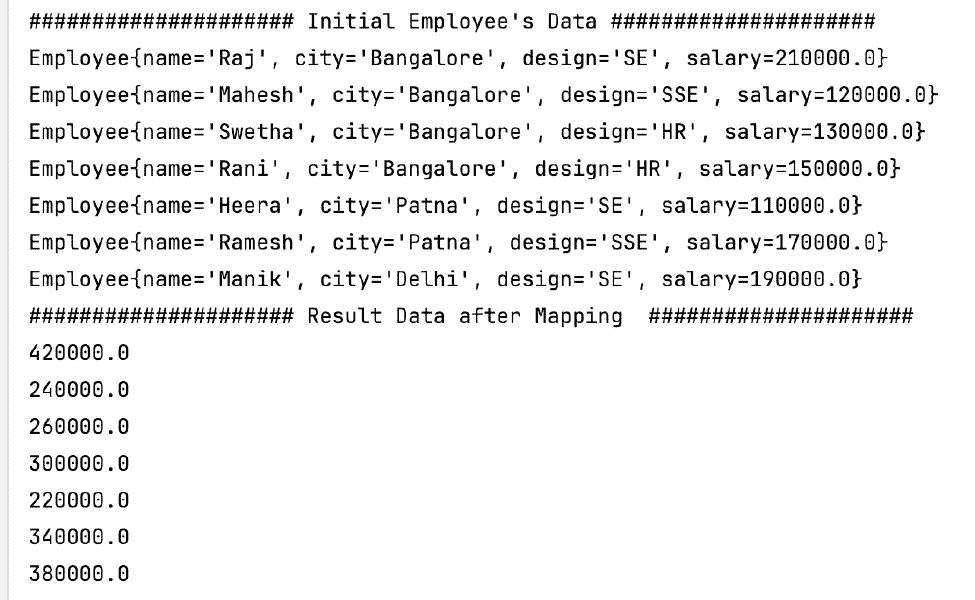 ##################### Initial Employee's Data #####################
Employee{name='Raj', city='Bangalore', design='SE', salary=210000.0}
Employee{name='Mahesh', city='Bangalore', design='SSE', salary=120000.0}
Employee{name='Swetha', city='Bangalore', design='HR', salary=130000.0}
Employee{name='Rani', city='Bangalore', design='HR', salary=150000.0}
Employee{name='Heera', city='Patna', design='SE', salary=110000.0}
Employee{name='Ramesh', city='Patna', design='SSE', salary=170000.0}
Employee{name='Manik', city='Delhi', design='SE', salary=190000.0}
##################### Result Data after Mapping  #####################
420000.0
240000.0
260000.0
300000.0
220000.0
340000.0
380000.0